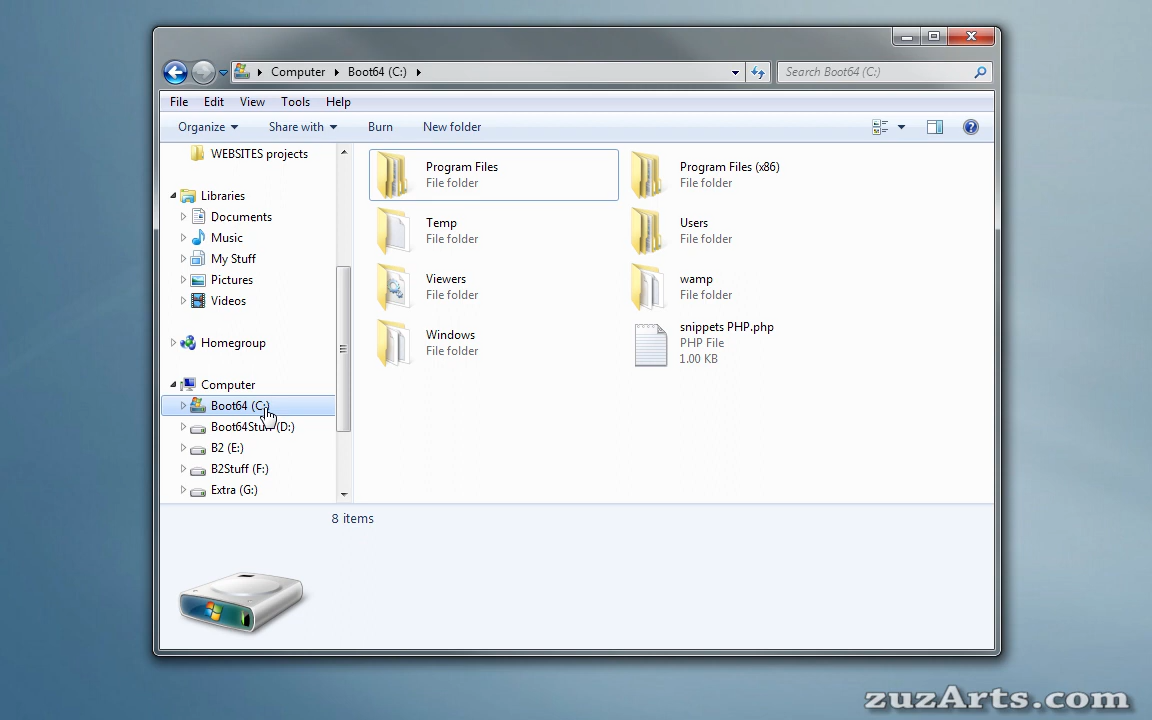 Computer Boot64 (C:)
Search Boot64 (C:)
File Edit View Tools Help
Organize Share with Burn New folder
WEBSITES projects
Libraries
Documents
Music
My Stuff
Pictures
Videos
Homegroup
Computer
Boot64 (C:)
Boot64Stuff (D:)
B2 (E:)
B2Stuff (F:)
Extra (G:)
Program Files
File folder
Program Files (x86)
File folder
Temp
File folder
Users
File folder
Viewers
File folder
wamp
File folder
Windows
File folder
snippets PHP.php
PHP File
1.00 KB
8 items
zuzArts.com